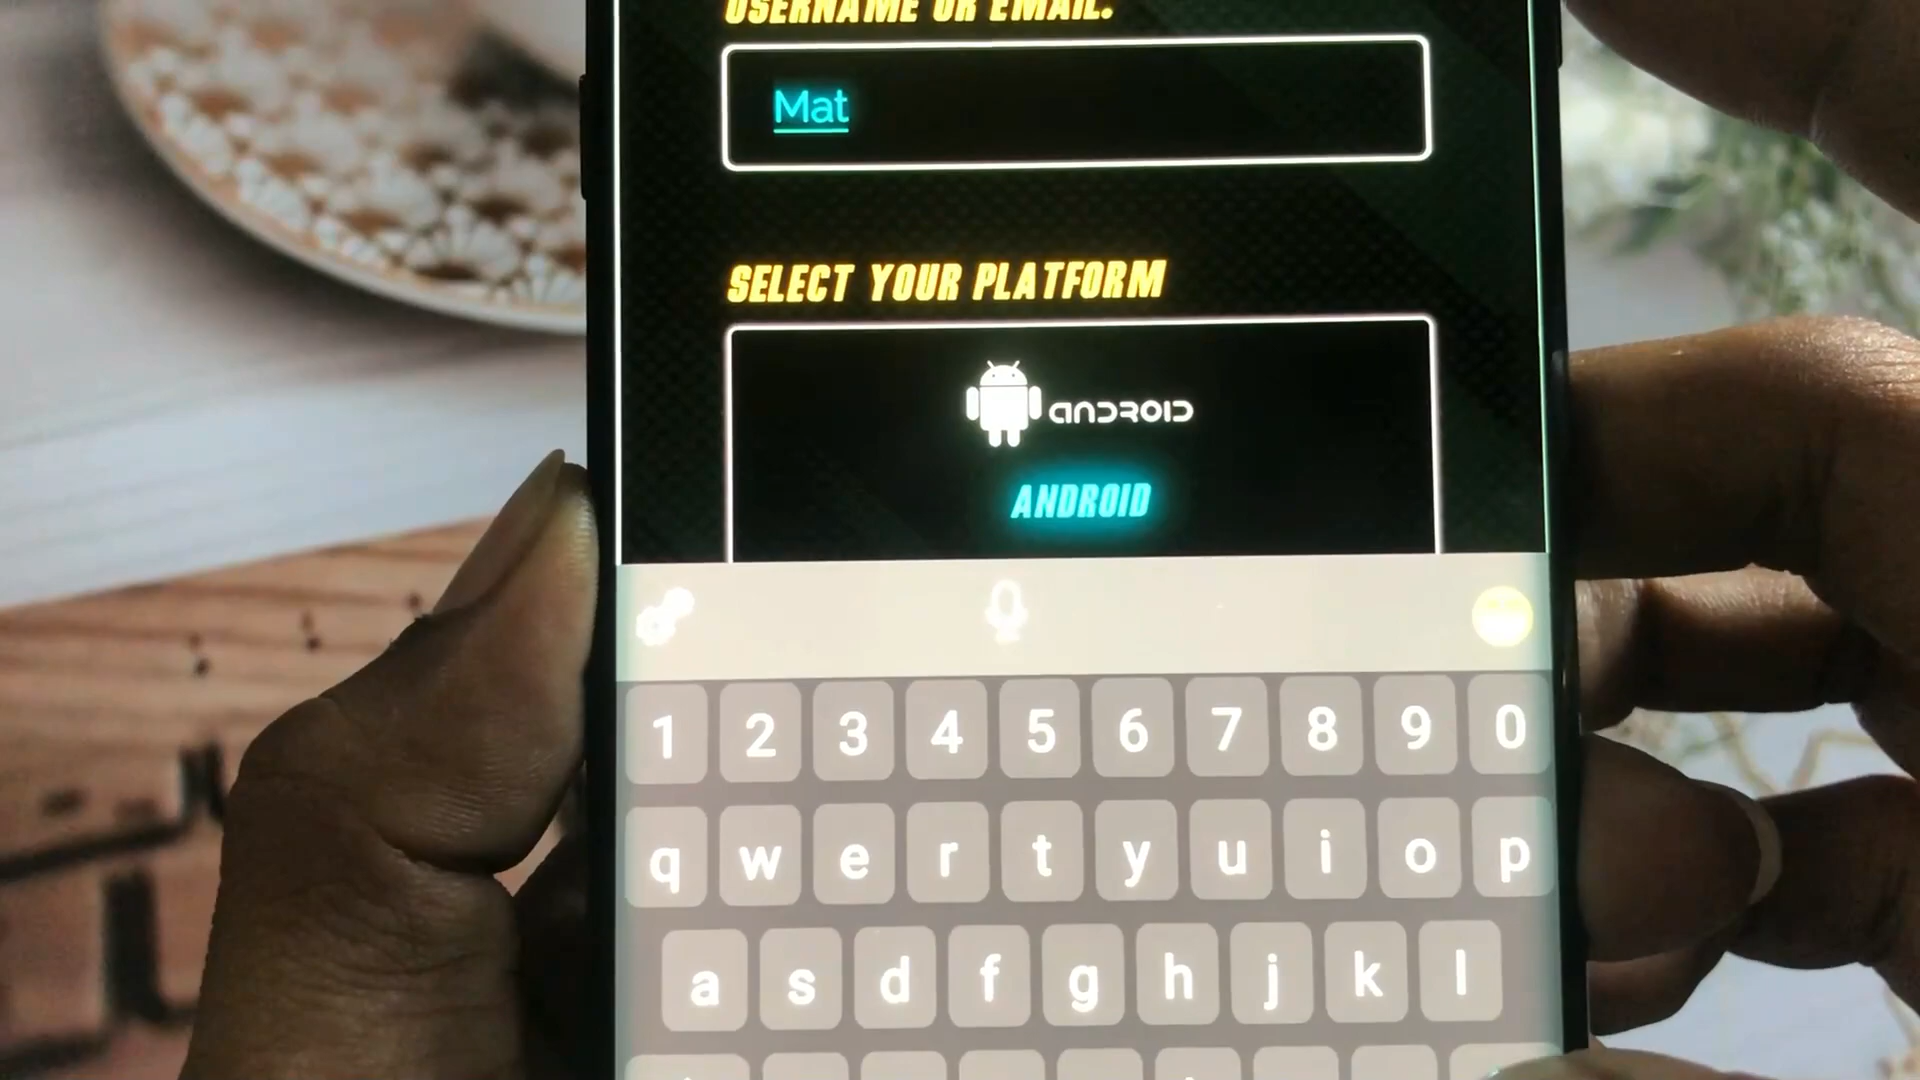 USERNAME OR EMAIL.
Mat
SELECT YOUR PLATFORM
ANDROID
ANDROID
1 2 3 4 5 6 7 8 9 0
q w e r t y u i o p
a s d f g h j k l